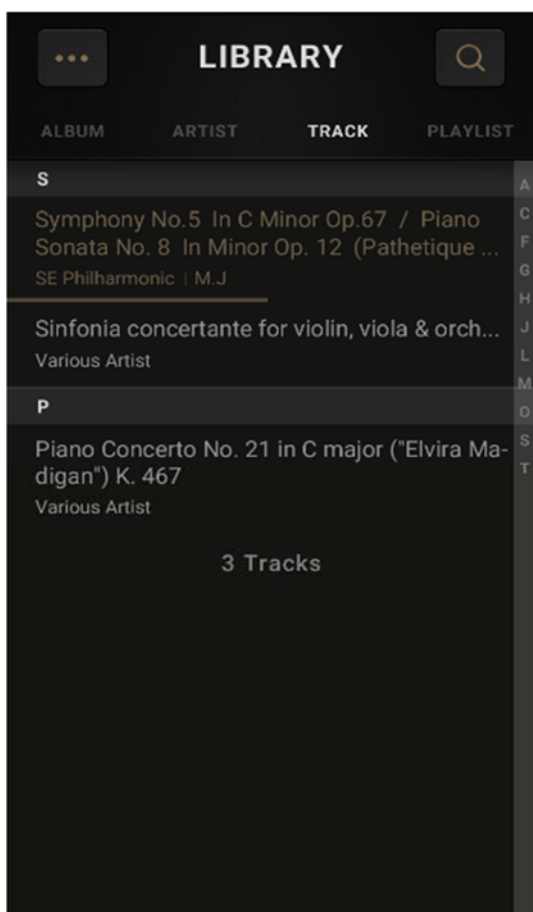 ...
LIBRARY
ALBUM ARTIST TRACK PLAYLIST
S
Symphony No.5 In C Minor Op.67 / Piano
Sonata No. 8 In Minor Op. 12 (Pathetique ...
SE Philharmonic | M.J
Sinfonia concertante for violin, viola & orch...
Various Artist
P
Piano Concerto No. 21 in C major ("Elvira Ma-
digan") K. 467
Various Artist
3 Tracks
A
C
F
G
H
J
L
M
O
S
T